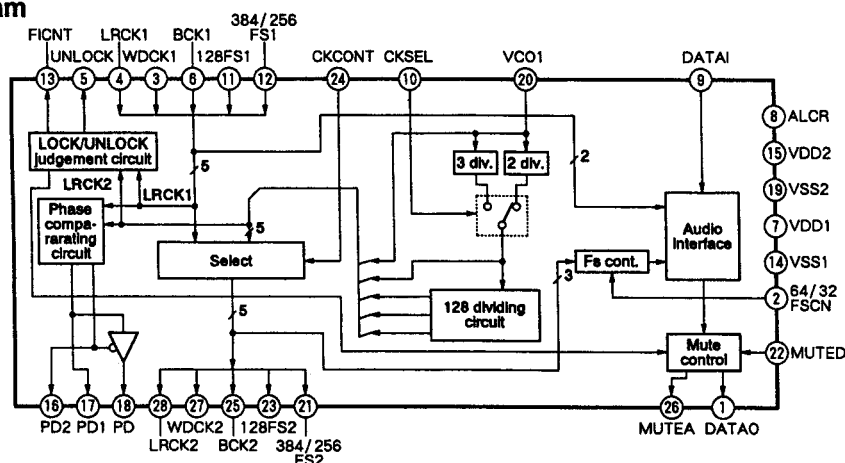 am
384/256
FICNT LRCK1 BCK1 FS1
UNLOCK WDCK1 128FS1 CKCONT CKSEL VCO1 DATAI
13 5 4 3 6 11 12 24 10 20 9
8 ALCR
LOCK/UNLOCK
judgement circuit
3 div. 2 div.
15 VDD2
5
2
LRCK2 LRCK1
19 VSS2
Phase
compa-
rarating
circuit
5
Select
Audio
interface
7 VDD1
Fs cont.
14 VSS1
3
128 dividing
circuit
2 64/32
FSCN
5
Mute
control
22 MUTED
16 17 18 28 27 25 23 21 26 1
PD2 PD1 PD WDCK2 128FS2 MUTEA DATAO
LRCK2 BCK2 384/256
FS2